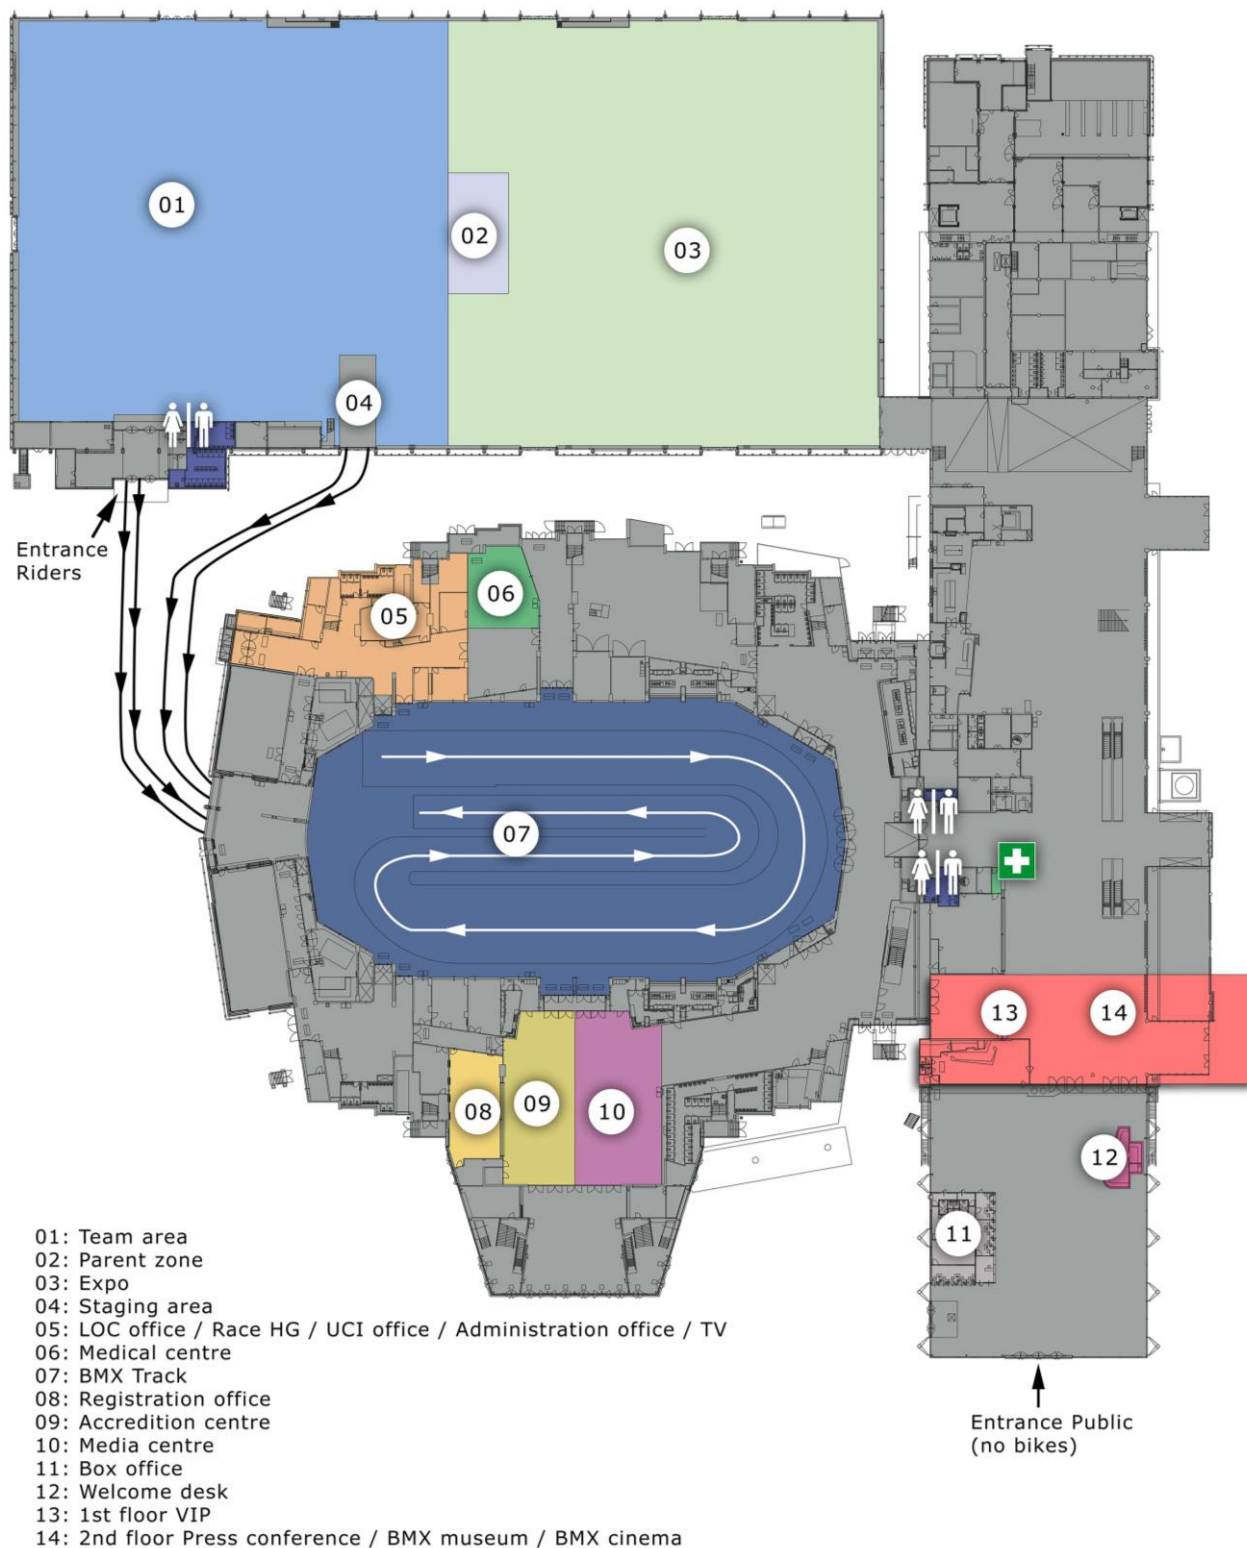 01
02
03
04
Entrance
Riders
05
06
07
13
14
08
09
10
12
11
01: Team area
02: Parent zone
03: Expo
04: Staging area
05: LOC office / Race HG / UCI office / Administration office / TV
06: Medical centre
07: BMX Track
08: Registration office
09: Accredition centre
10: Media centre
11: Box office
12: Welcome desk
13: 1st floor VIP
14: 2nd floor Press conference / BMX museum / BMX cinema
Entrance Public
(no bikes)